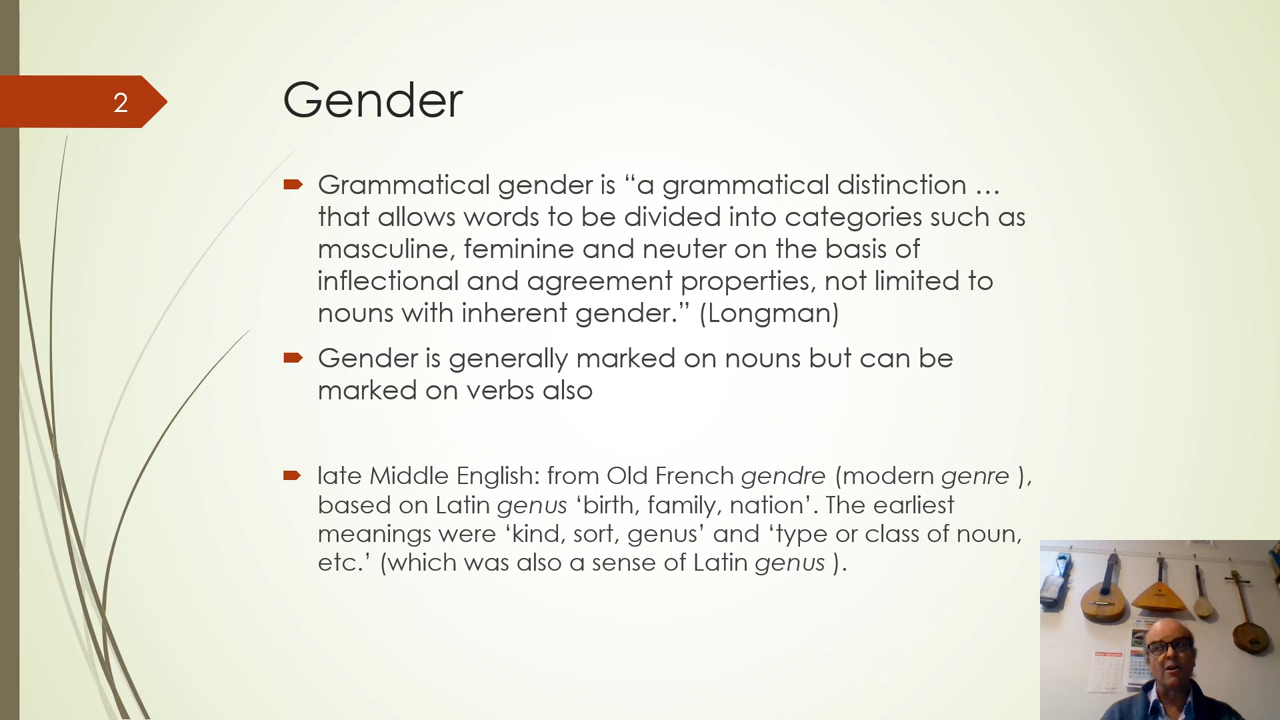 2
Gender
Grammatical gender is “a grammatical distinction …
that allows words to be divided into categories such as
masculine, feminine and neuter on the basis of
inflectional and agreement properties, not limited to
nouns with inherent gender.” (Longman)
Gender is generally marked on nouns but can be
marked on verbs also
late Middle English: from Old French gendre (modern genre ),
based on Latin genus ‘birth, family, nation’. The earliest
meanings were ‘kind, sort, genus’ and ‘type or class of noun,
etc.’ (which was also a sense of Latin genus ).